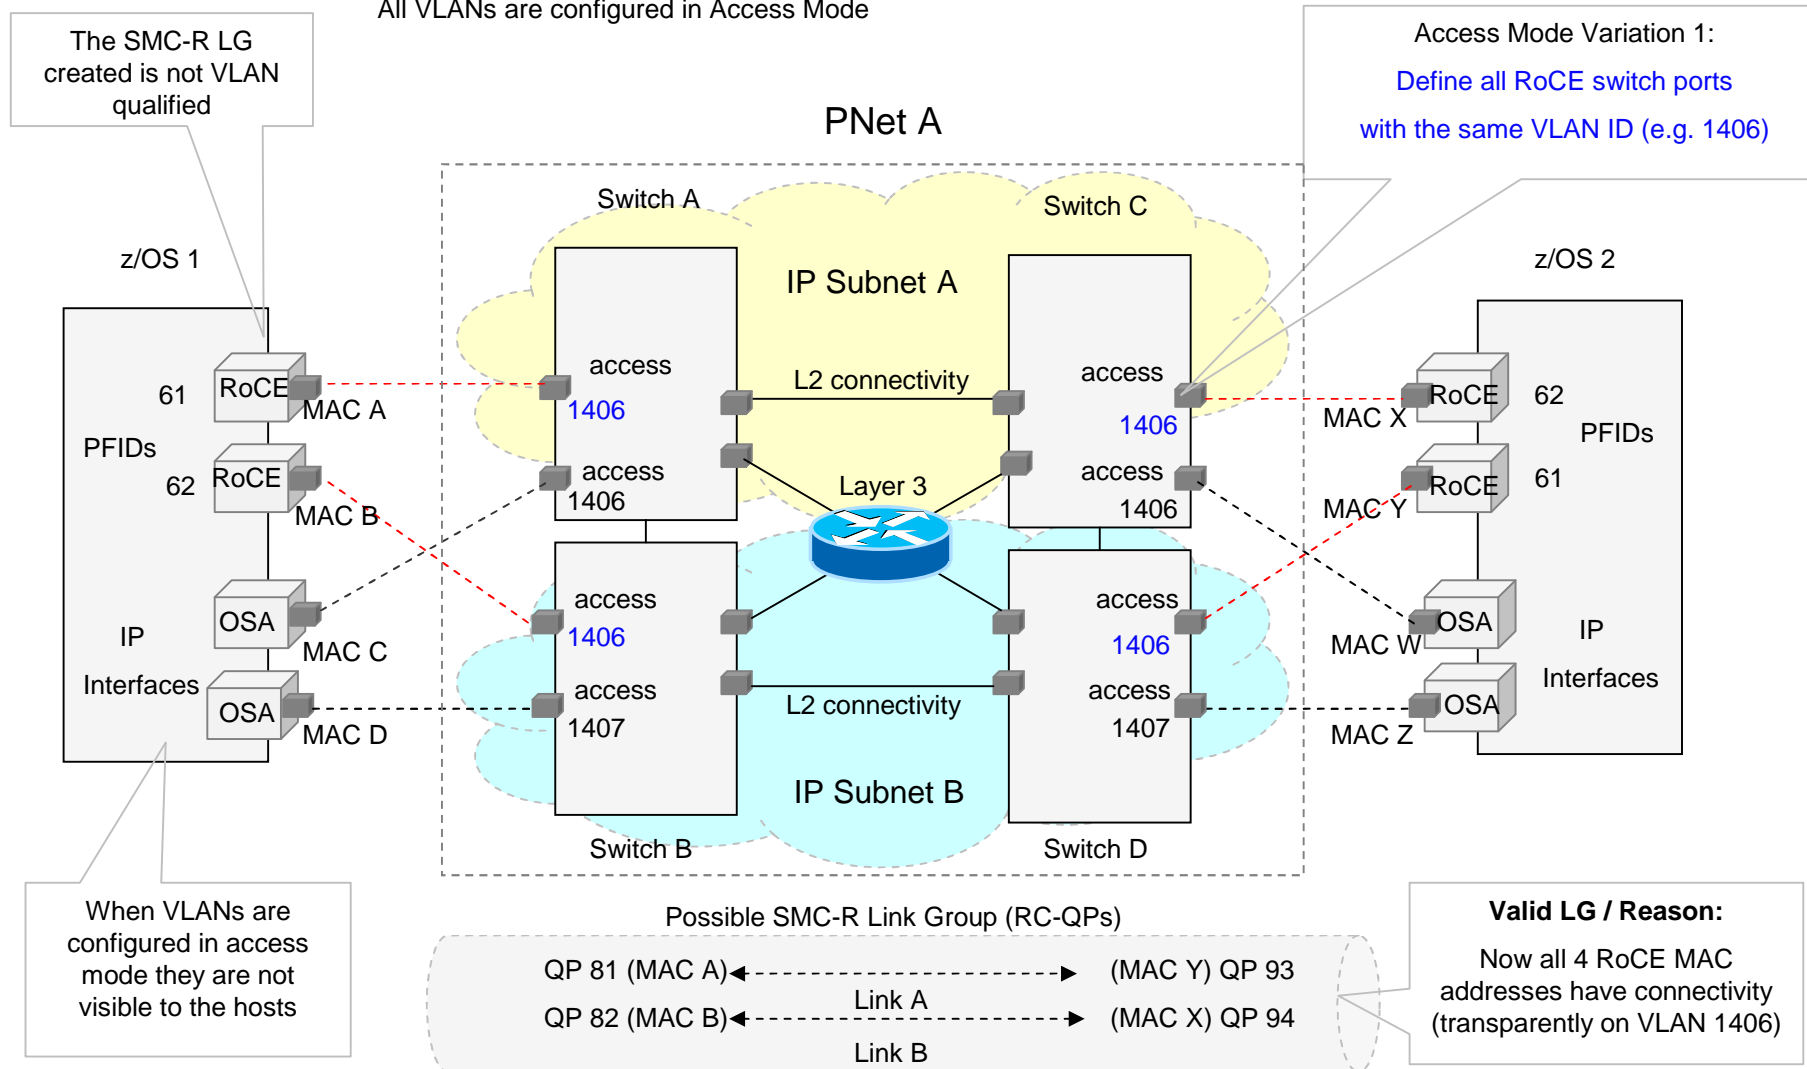 All VLANs are configured in Access Mode
The SMC-R LG
created is not VLAN
qualified
Access Mode Variation 1:
Define all RoCE switch ports
with the same VLAN ID (e.g. 1406)
PNet A
Switch A
Switch C
z/OS 1
z/OS 2
IP Subnet A
61
RoCE
MAC A
access
1406
L2 connectivity
access
1406
MAC X
RoCE
62
PFIDs
PFIDs
62
RoCE
MAC B
access
1406
Layer 3
access
1406
MAC Y
RoCE
61
OSA
MAC C
access
1406
access
1406
MAC W
OSA
IP
Interfaces
IP
Interfaces
OSA
MAC D
access
1407
L2 connectivity
access
1407
MAC Z
OSA
IP Subnet B
Switch B
Switch D
When VLANs are
configured in access
mode they are not
visible to the hosts
Possible SMC-R Link Group (RC-QPs)
QP 81 (MAC A)
(MAC Y) QP 93
Link A
QP 82 (MAC B)
(MAC X) QP 94
Link B
Valid LG / Reason:
Now all 4 RoCE MAC
addresses have connectivity
(transparently on VLAN 1406)